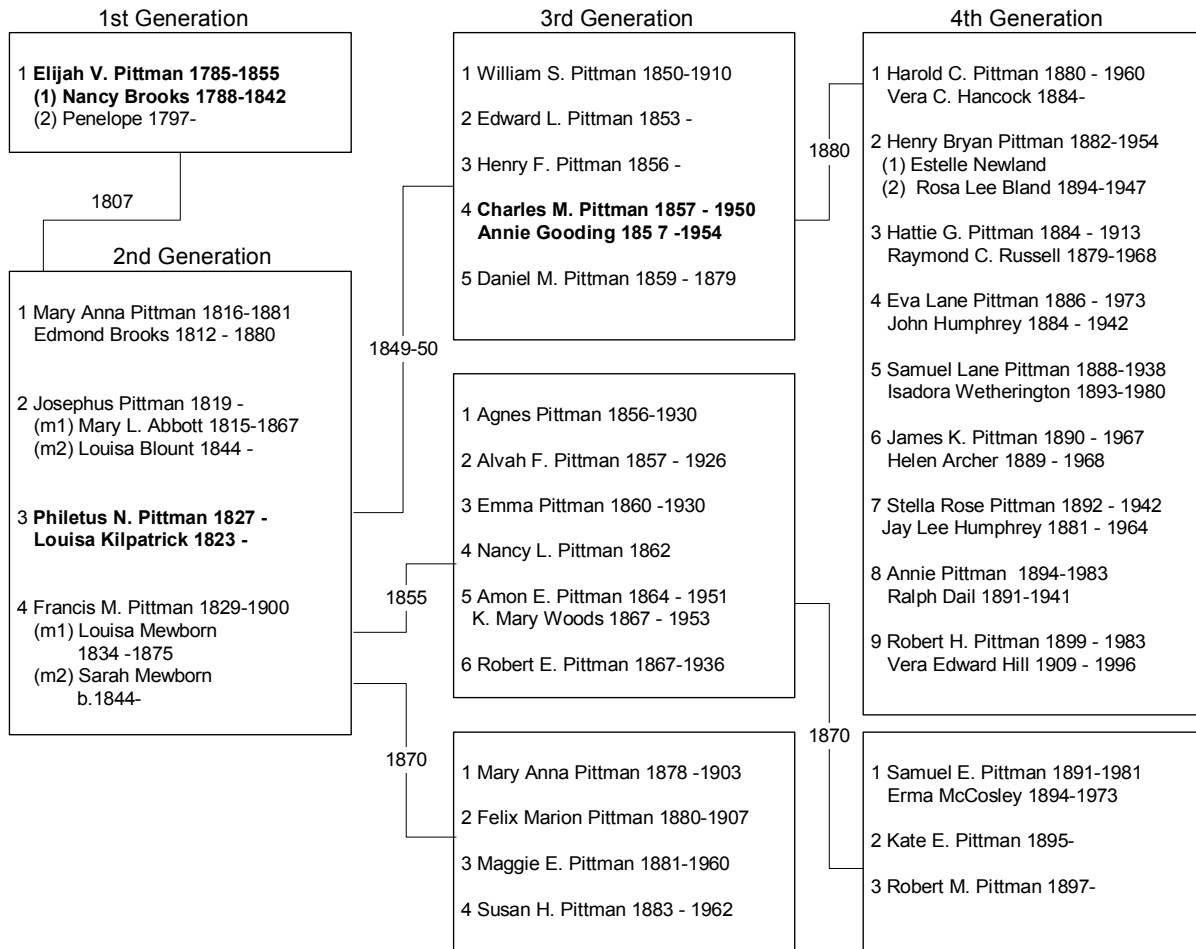 1st Generation
1 Elijah V. Pittman 1785-1855
(1) Nancy Brooks 1788-1842
(2) Penelope 1797-
1807
2nd Generation
1 Mary Anna Pittman 1816-1881
Edmond Brooks 1812 - 1880
2 Josephus Pittman 1819 -
(m1) Mary L. Abbott 1815-1867
(m2) Louisa Blount 1844 -
3 Philetus N. Pittman 1827 -
Louisa Kilpatrick 1823 -
4 Francis M. Pittman 1829-1900
(m1) Louisa Mewborn
1834 -1875
(m2) Sarah Mewborn
b.1844-
1849-50
1855
1870
3rd Generation
1 William S. Pittman 1850-1910
2 Edward L. Pittman 1853 -
3 Henry F. Pittman 1856 -
4 Charles M. Pittman 1857 - 1950
Annie Gooding 185 7 -1954
5 Daniel M. Pittman 1859 - 1879
1 Agnes Pittman 1856-1930
2 Alvah F. Pittman 1857 - 1926
3 Emma Pittman 1860 -1930
4 Nancy L. Pittman 1862
5 Amon E. Pittman 1864 - 1951
K. Mary Woods 1867 - 1953
6 Robert E. Pittman 1867-1936
1 Mary Anna Pittman 1878 -1903
2 Felix Marion Pittman 1880-1907
3 Maggie E. Pittman 1881-1960
4 Susan H. Pittman 1883 - 1962
1880
1870
4th Generation
1 Harold C. Pittman 1880 - 1960
Vera C. Hancock 1884-
2 Henry Bryan Pittman 1882-1954
(1) Estelle Newland
(2) Rosa Lee Bland 1894-1947
3 Hattie G. Pittman 1884 - 1913
Raymond C. Russell 1879-1968
4 Eva Lane Pittman 1886 - 1973
John Humphrey 1884 - 1942
5 Samuel Lane Pittman 1888-1938
Isadora Wetherington 1893-1980
6 James K. Pittman 1890 - 1967
Helen Archer 1889 - 1968
7 Stella Rose Pittman 1892 - 1942
Jay Lee Humphrey 1881 - 1964
8 Annie Pittman 1894-1983
Ralph Dail 1891-1941
9 Robert H. Pittman 1899 - 1983
Vera Edward Hill 1909 - 1996
1 Samuel E. Pittman 1891-1981
Erma McCosley 1894-1973
2 Kate E. Pittman 1895-
3 Robert M. Pittman 1897-